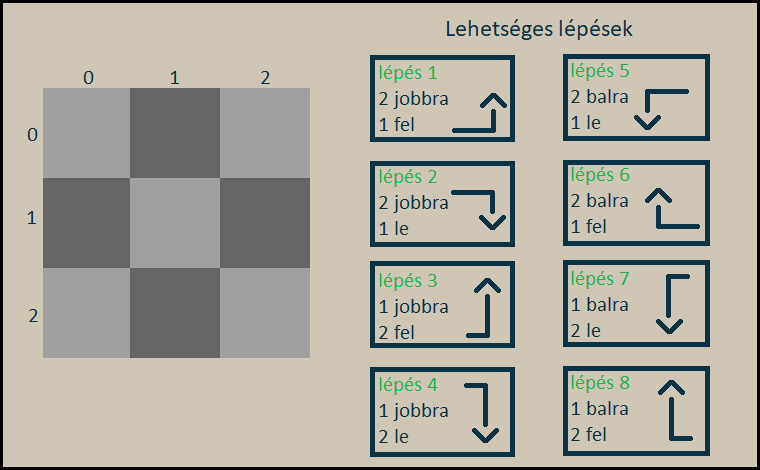 Lehetséges lépések
0 1 2
0
1
2
lépés 1
2 jobbra
1 fel
lépés 2
2 jobbra
1 le
lépés 3
1 jobbra
2 fel
lépés 4
1 jobbra
2 le
lépés 5
2 balra
1 le
lépés 6
2 balra
1 fel
lépés 7
1 balra
2 le
lépés 8
1 balra
2 fel